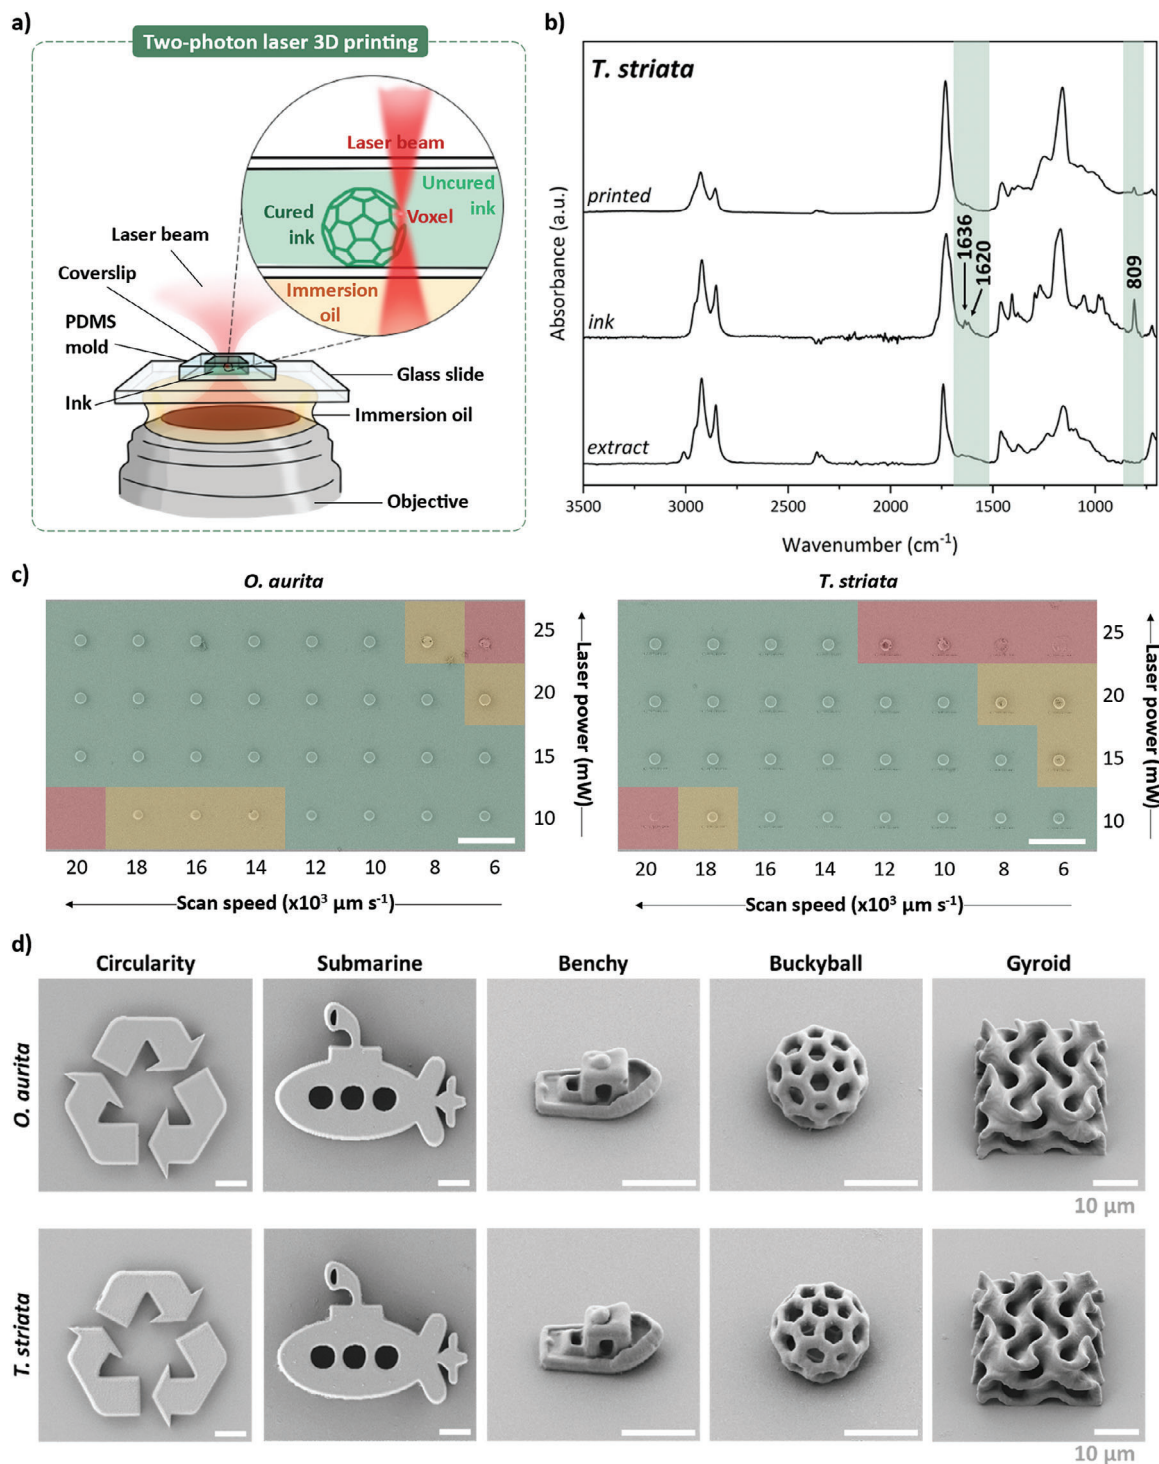 a)
Two-photon laser 3D printing
Laser beam
Uncured
ink
Cured
ink
Voxel
Immersion
oil
Laser beam
Coverslip
PDMS
mold
Ink
Glass slide
Immersion oil
Objective
b)
T. striata
printed
1636
1620
809
ink
extract
Absorbance (a.u.)
3500 3000 2500 2000 1500 1000
Wavenumber (cm⁻¹)
c)
O. aurita
25
20
15
10
Laser power (mW)
20 18 16 14 12 10 8 6
Scan speed (x10³ µm s⁻¹)
T. striata
25
20
15
10
Laser power (mW)
20 18 16 14 12 10 8 6
Scan speed (x10³ µm s⁻¹)
d)
Circularity Submarine Benchy Buckyball Gyroid
O. aurita
10 µm
T. striata
10 µm